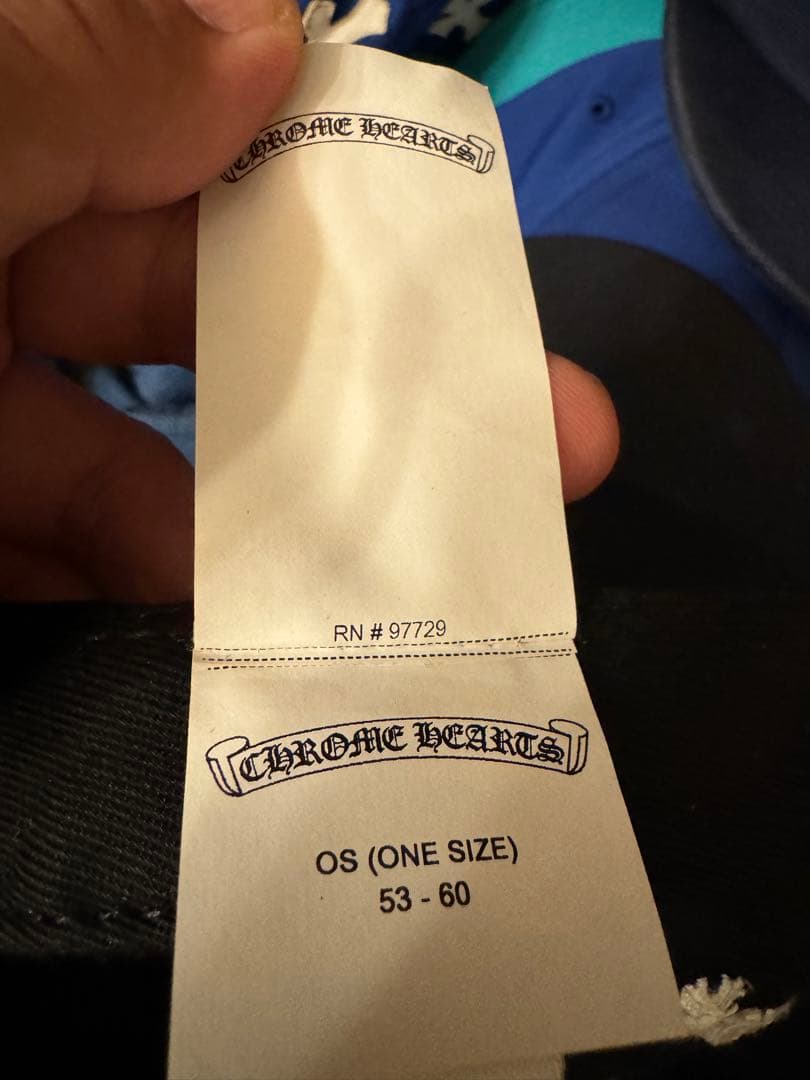 CHROME HEARTS
RN # 97729
CHROME HEARTS
OS (ONE SIZE)
53 - 60